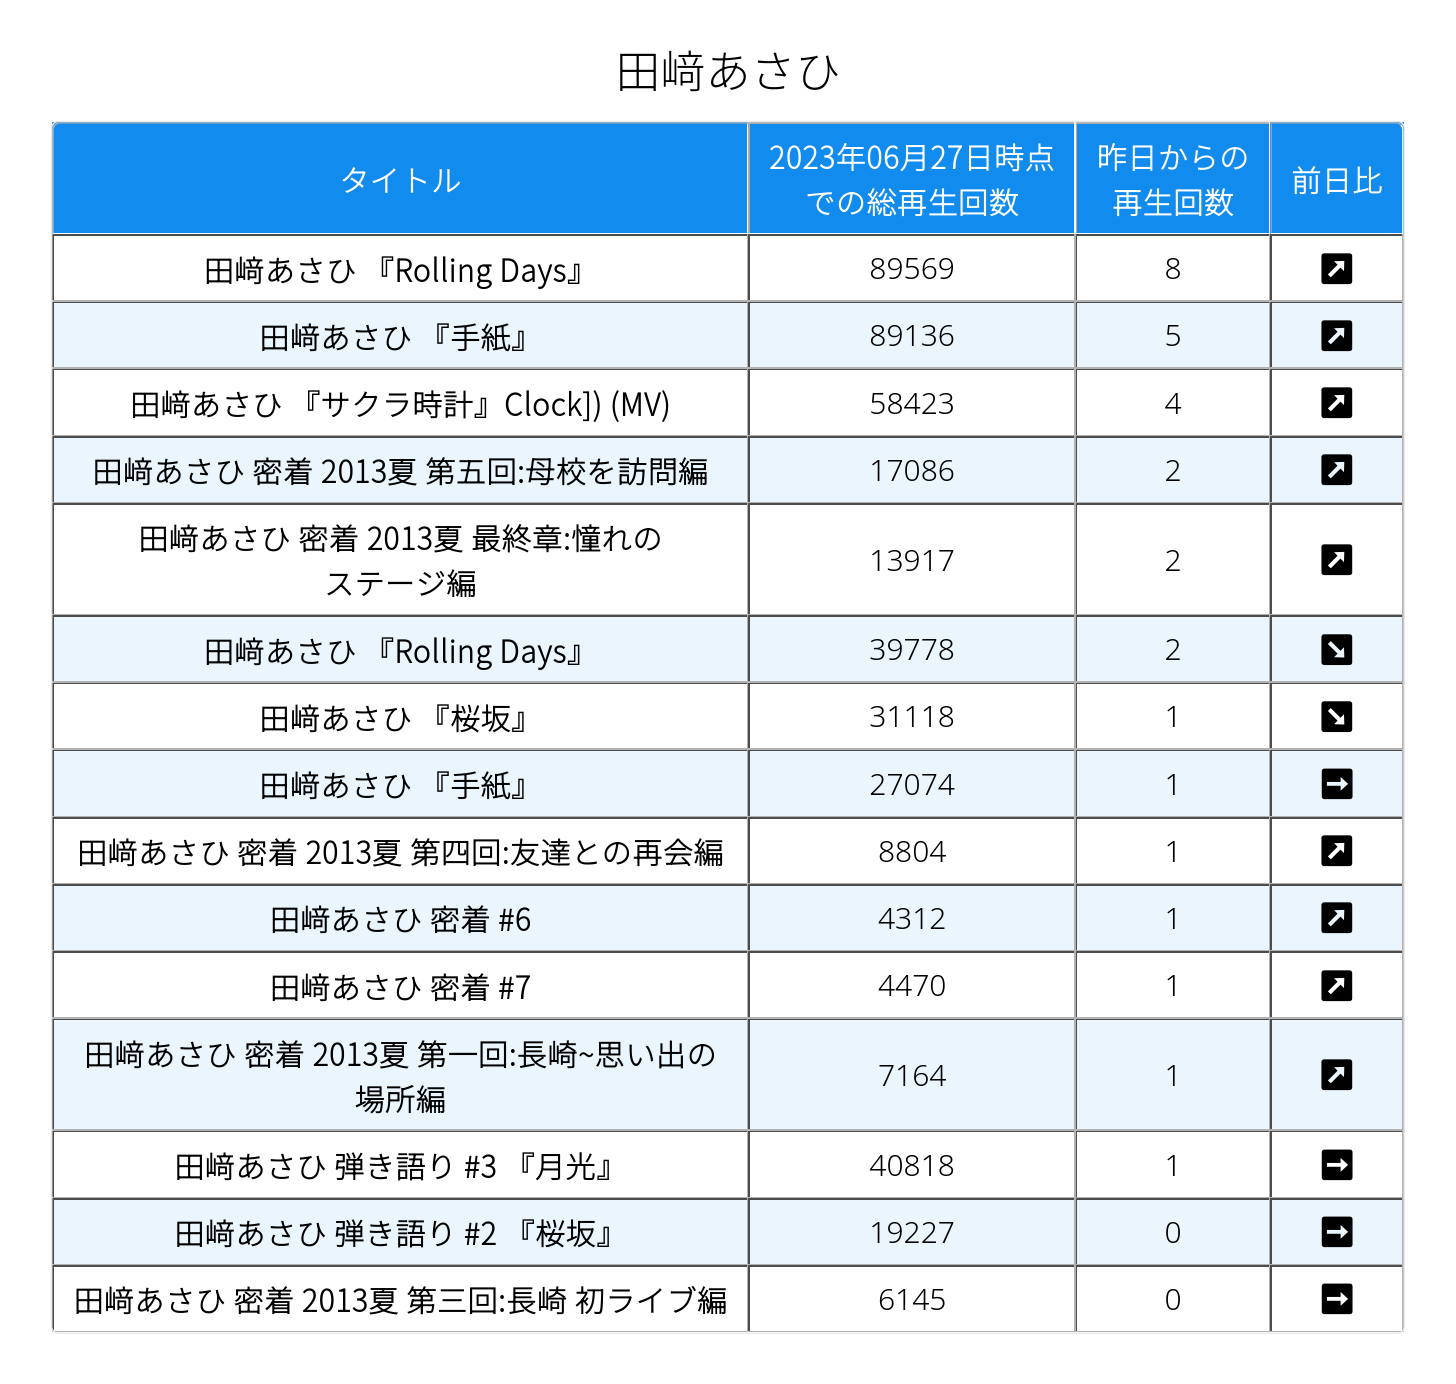 田﨑あさひ
タイトル
2023年06月27日時点
での総再生回数
昨日からの
再生回数
前日比
田﨑あさひ 『Rolling Days』 89569 8 ↗
田﨑あさひ 『手紙』 89136 5 ↗
田﨑あさひ 『サクラ時計』Clock]) (MV) 58423 4 ↗
田﨑あさひ 密着 2013夏 第五回:母校を訪問編 17086 2 ↗
田﨑あさひ 密着 2013夏 最終章:憧れの
ステージ編 13917 2 ↗
田﨑あさひ 『Rolling Days』 39778 2 ↘
田﨑あさひ 『桜坂』 31118 1 ↘
田﨑あさひ 『手紙』 27074 1 →
田﨑あさひ 密着 2013夏 第四回:友達との再会編 8804 1 ↗
田﨑あさひ 密着 #6 4312 1 ↗
田﨑あさひ 密着 #7 4470 1 ↗
田﨑あさひ 密着 2013夏 第一回:長崎~思い出の
場所編 7164 1 ↗
田﨑あさひ 弾き語り #3 『月光』 40818 1 →
田﨑あさひ 弾き語り #2 『桜坂』 19227 0 →
田﨑あさひ 密着 2013夏 第三回:長崎 初ライブ編 6145 0 →